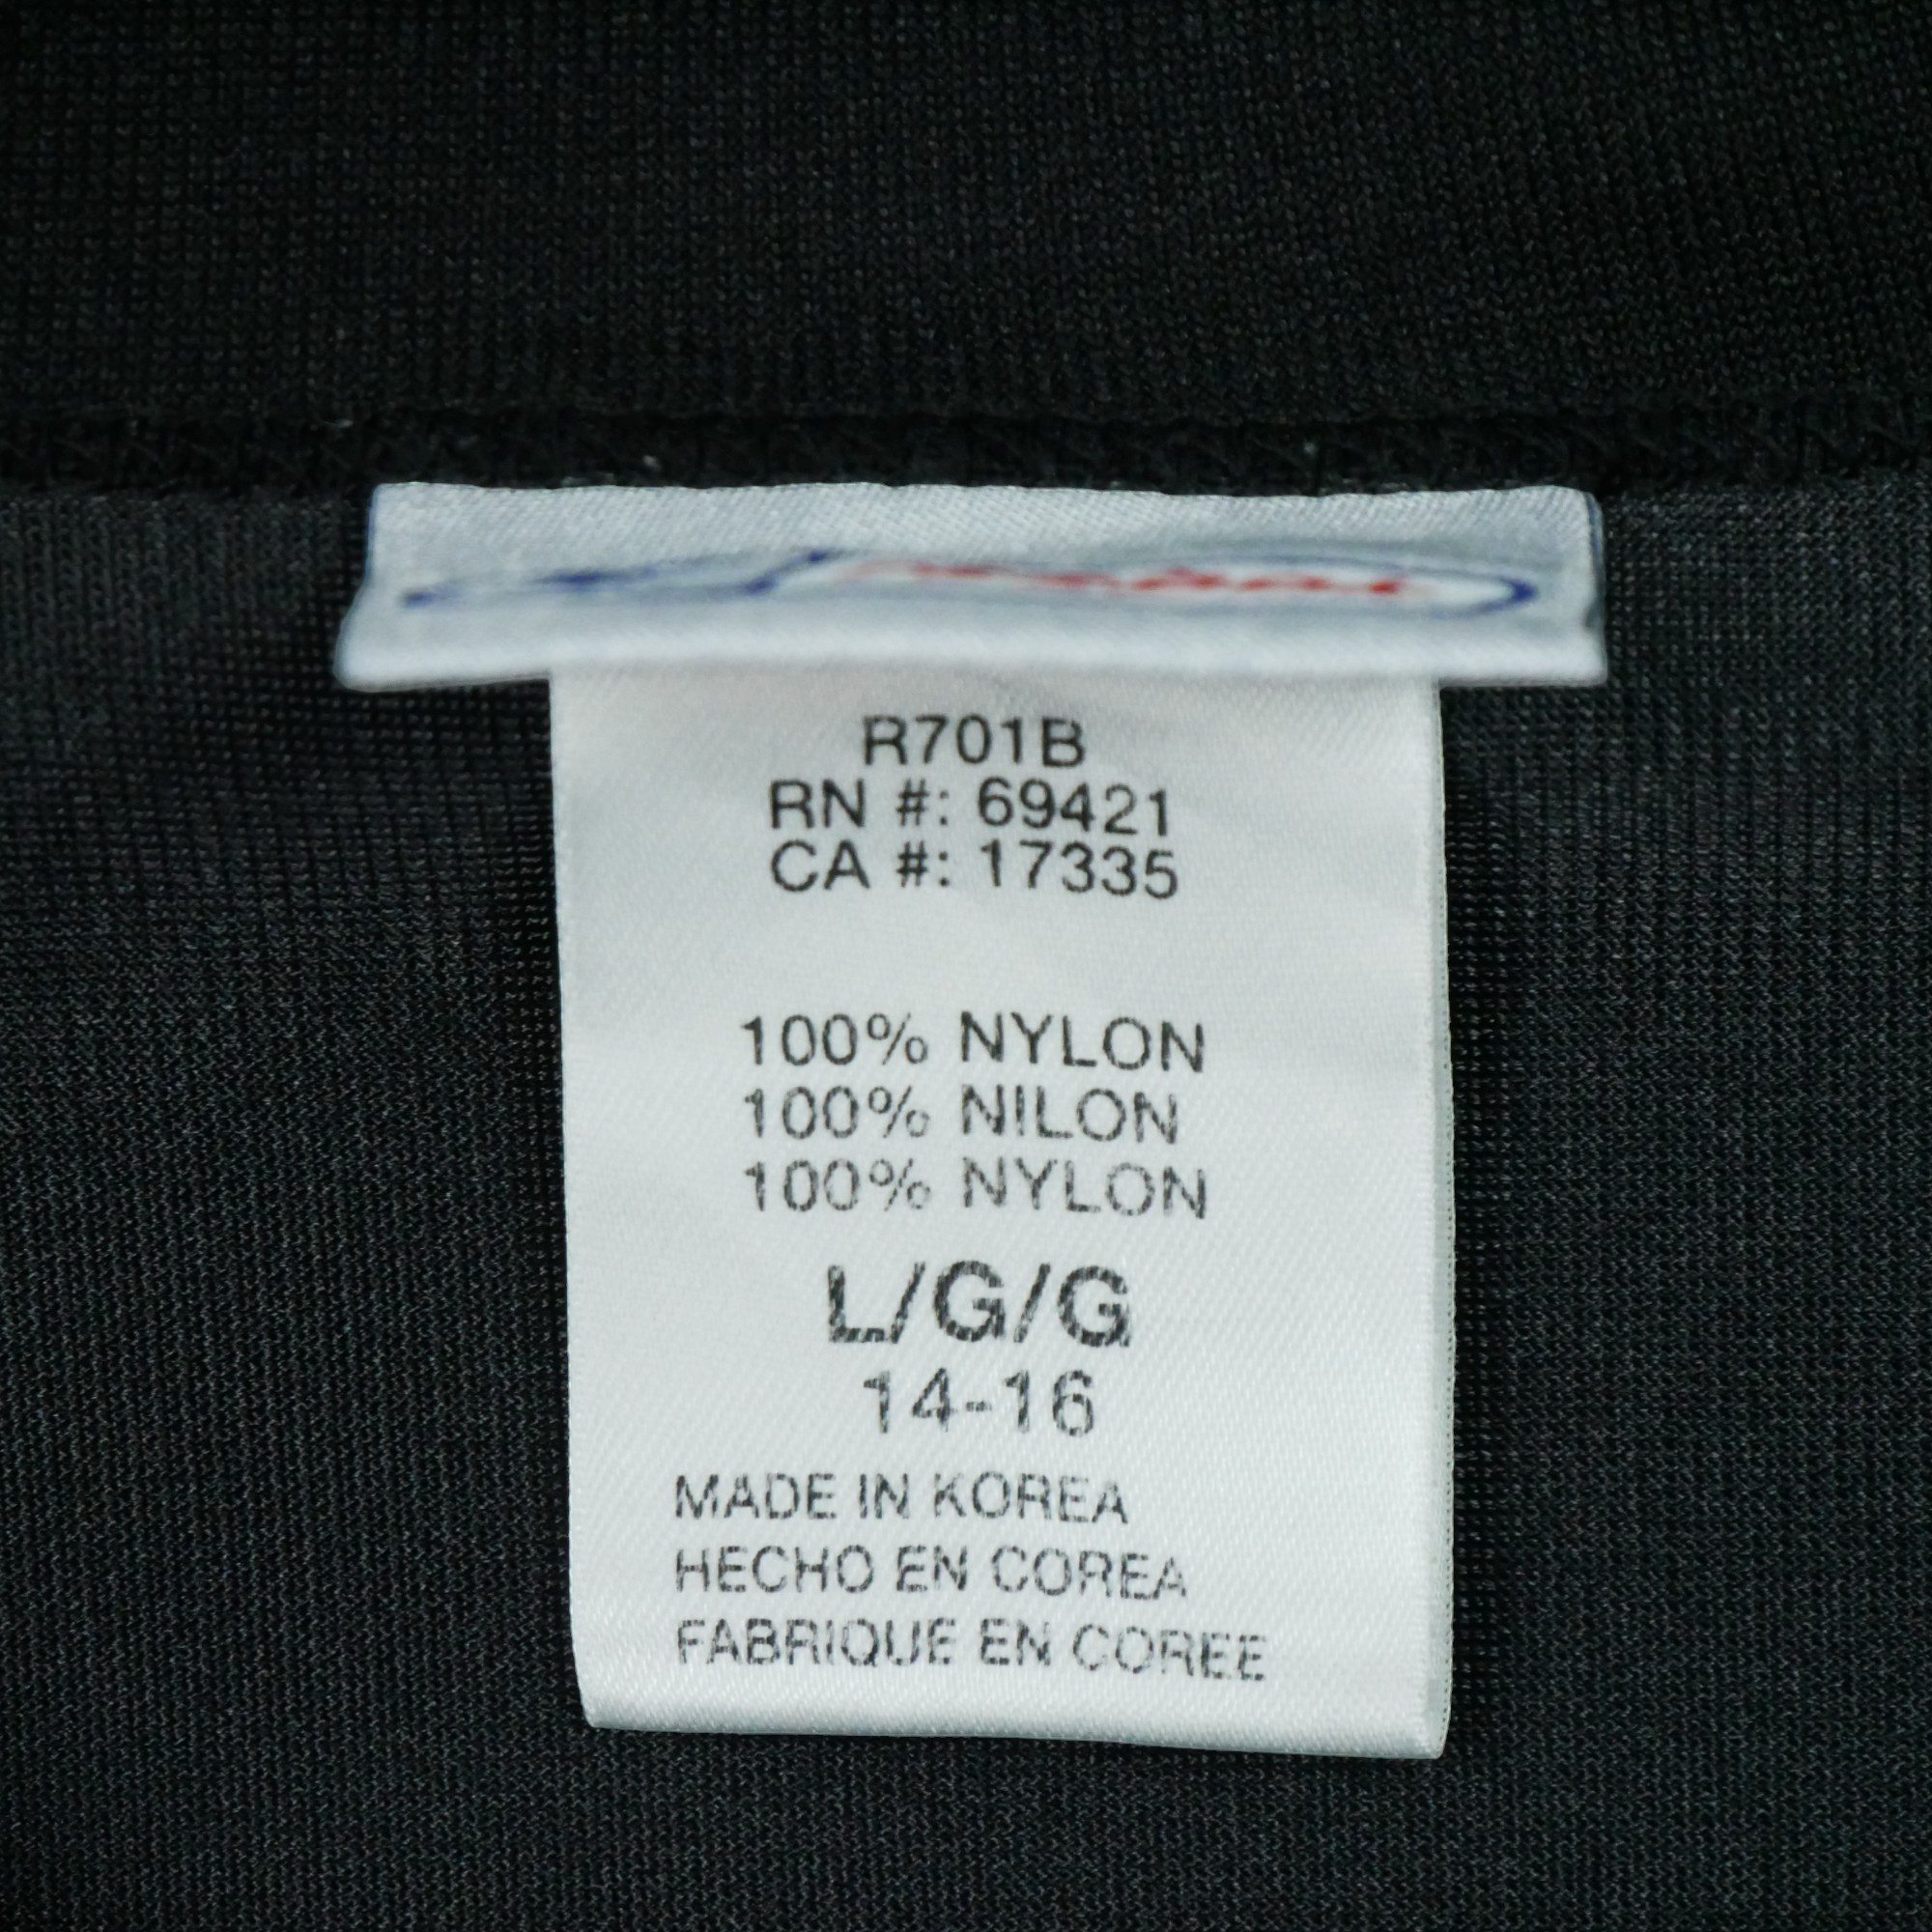 R701B
RN #: 69421
CA #: 17335
100% NYLON
100% NILON
100% NYLON
L/G/G
14-16
MADE IN KOREA
HECHO EN COREA
FABRIQUE EN COREE